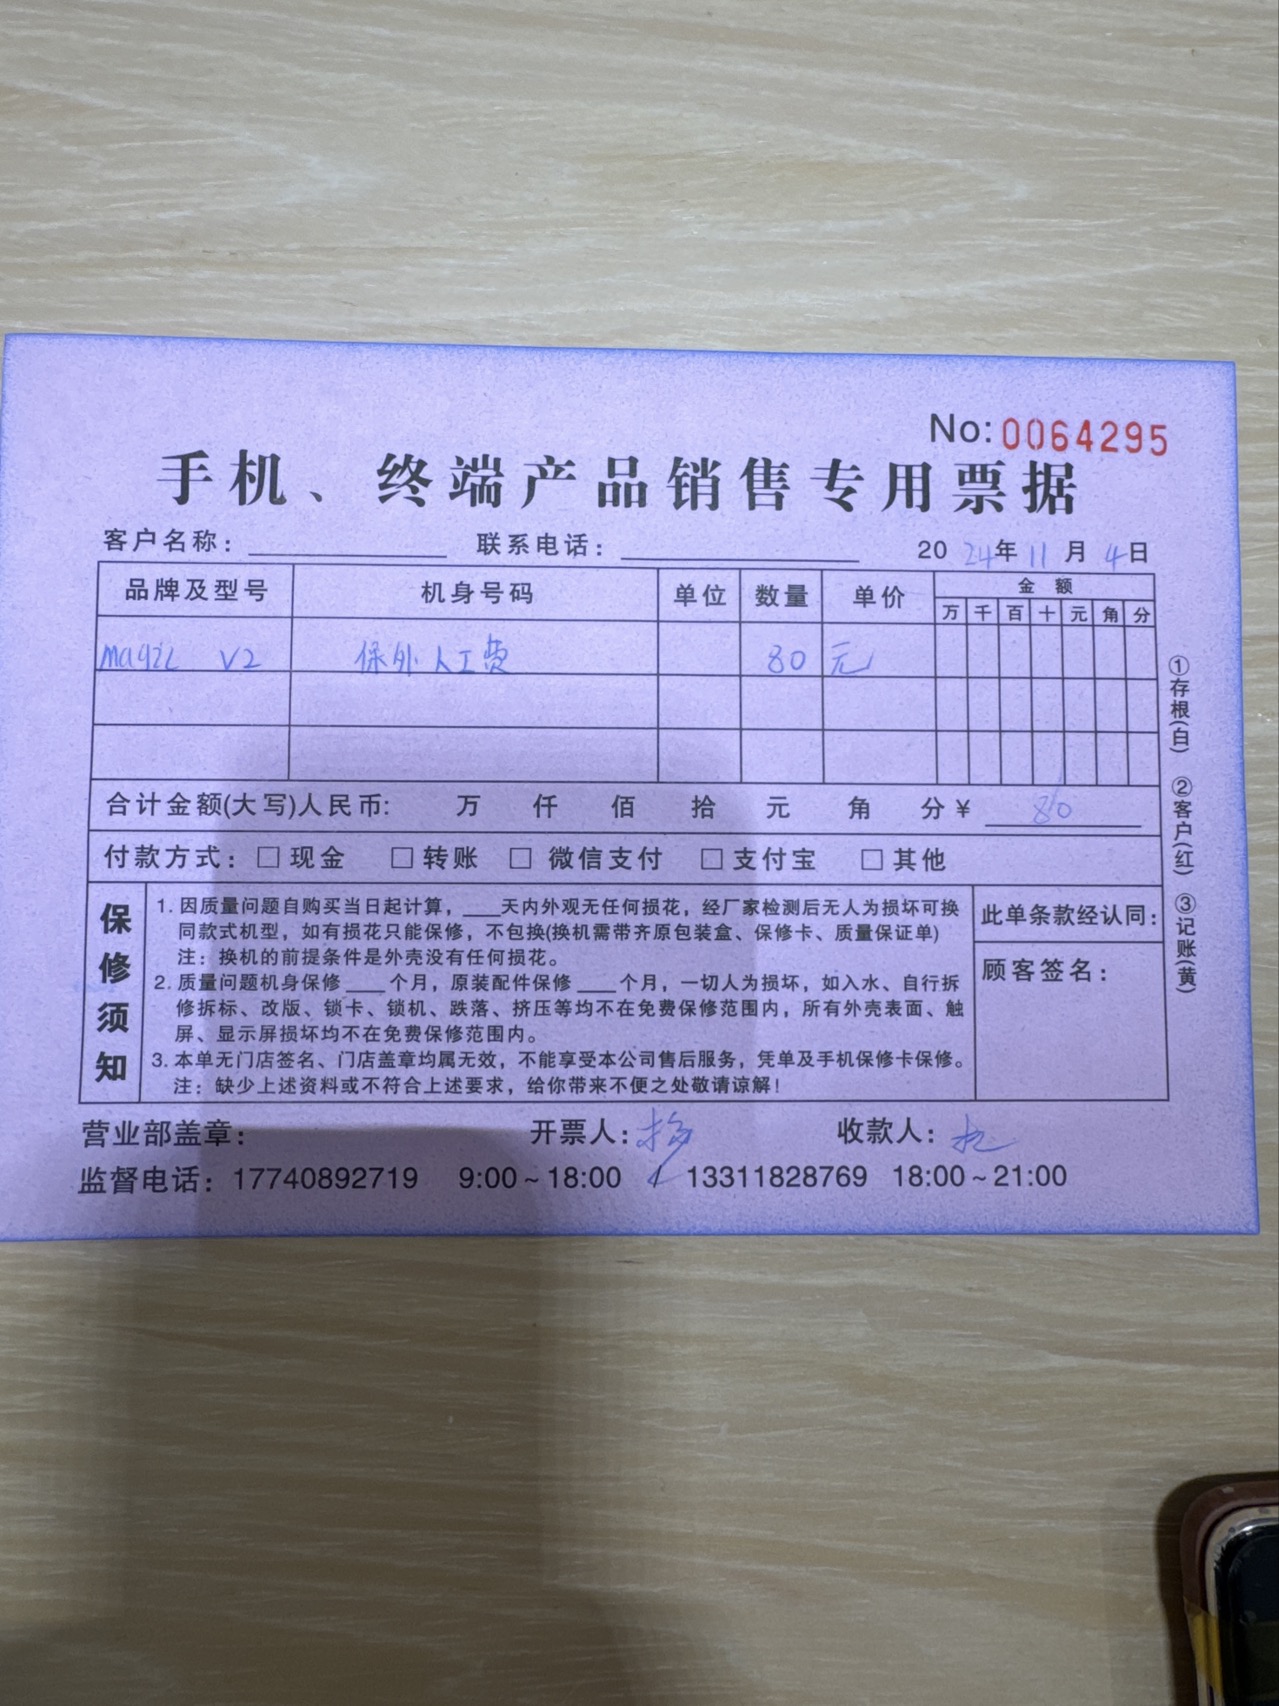 No:0064295
手机、终端产品销售专用票据
客户名称: 联系电话: 2024年11月4日
品牌及型号 机身号码 单位 数量 单价 金额
万 千 百 十 元 角 分
Magic V2 保外人工费 80 元
合计金额(大写)人民币: 万 仟 佰 拾 元 角 分 ¥ 80
付款方式: □ 现金 □ 转账 □ 微信支付 □ 支付宝 □ 其他
保修须知
1. 因质量问题自购买当日起计算，____天内外观无任何损花，经厂家检测后无人为损坏可换
同款式机型，如有损花只能保修，不包换(换机需带齐原包装盒、保修卡、质量保证单)
注：换机的前提条件是外壳没有任何损花。
2. 质量问题机身保修____个月，原装配件保修____个月，一切人为损坏，如入水、自行拆
修拆标、改版、锁卡、锁机、跌落、挤压等均不在免费保修范围内，所有外壳表面、触
屏、显示屏损坏均不在免费保修范围内。
3. 本单无门店签名、门店盖章均属无效，不能享受本公司售后服务，凭单及手机保修卡保修。
注：缺少上述资料或不符合上述要求，给你带来不便之处敬请谅解!
此单条款经认同:
顾客签名:
①存根(白) ②客户(红) ③记账(黄)
营业部盖章: 开票人: 收款人:
监督电话: 17740892719 9:00~18:00 / 13311828769 18:00~21:00